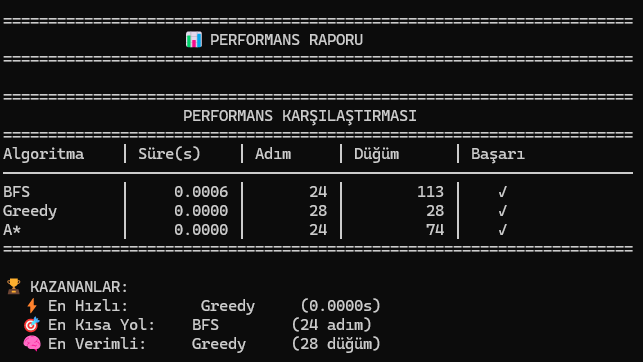 ======================================================================
📊 PERFORMANS RAPORU
======================================================================
======================================================================
PERFORMANS KARŞILAŞTIRMASI
======================================================================
Algoritma | Süre(s) | Adım | Düğüm | Başarı
BFS | 0.0006 | 24 | 113 | ✓
Greedy | 0.0000 | 28 | 28 | ✓
A* | 0.0000 | 24 | 74 | ✓
======================================================================
🏆 KAZANANLAR:
⚡ En Hızlı: Greedy (0.0000s)
🎯 En Kısa Yol: BFS (24 adım)
🧠 En Verimli: Greedy (28 düğüm)